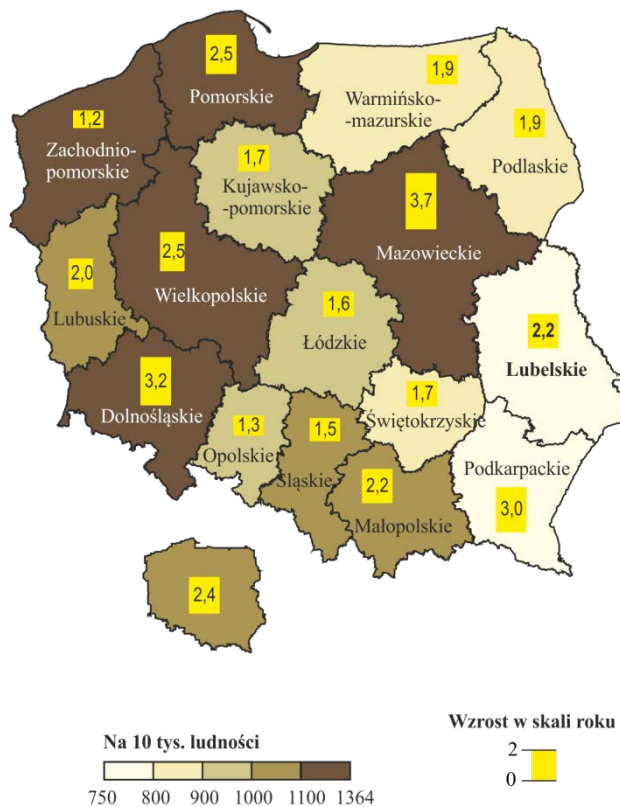 2,5
Pomorskie
1,2
Zachodnio-
pomorskie
1,9
Warmińsko-
-mazurskie
1,9
Podlaskie
1,7
Kujawsko-
-pomorskie
3,7
Mazowieckie
2,5
Wielkopolskie
2,0
Lubuskie
1,6
Łódzkie
2,2
Lubelskie
3,2
Dolnośląskie
1,3
Opolskie
1,5
Śląskie
1,7
Świętokrzyskie
2,2
Małopolskie
Podkarpackie
3,0
2,4
Na 10 tys. ludności
750 800 900 1000 1100 1364
Wzrost w skali roku
2
0